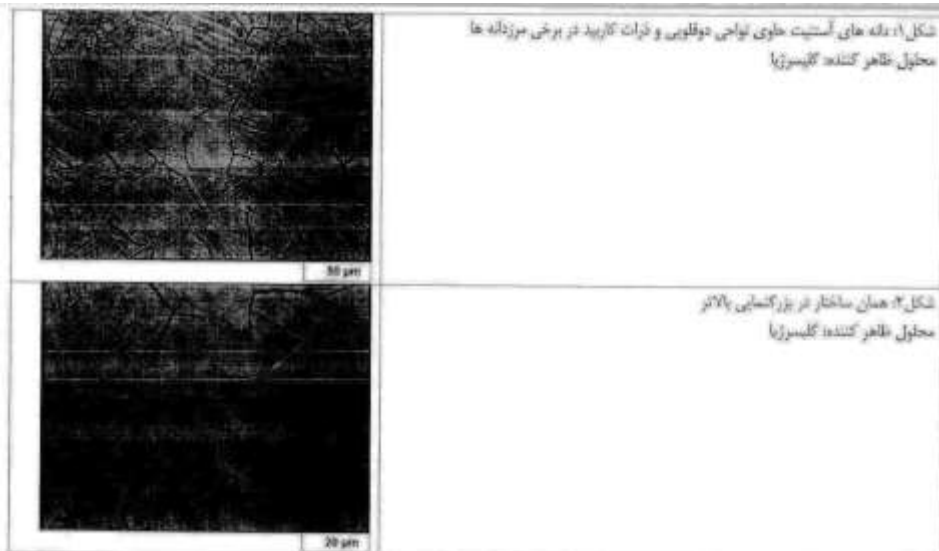 شکل۱: دانه های آستنیت حاوی نواحی دوقلویی و ذرات کاربید در برخی مرزدانه ها
محلول ظاهر کننده: گلیسرژیا
50 µm
شکل۲: همان ساختار در بزرگنمایی بالاتر
محلول ظاهر کننده: گلیسرژیا
20 µm